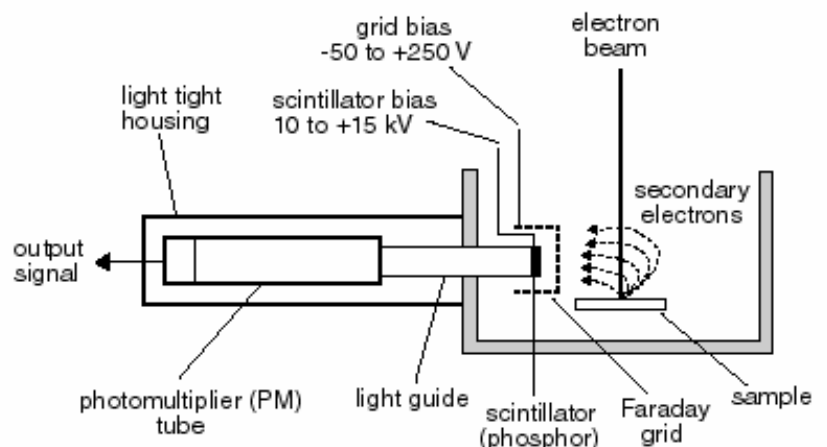 grid bias
-50 to +250 V
electron
beam
light tight
housing
scintillator bias
10 to +15 kV
secondary
electrons
output
signal
photomultiplier (PM)
tube
light guide
scintillator
(phosphor)
Faraday
grid
sample